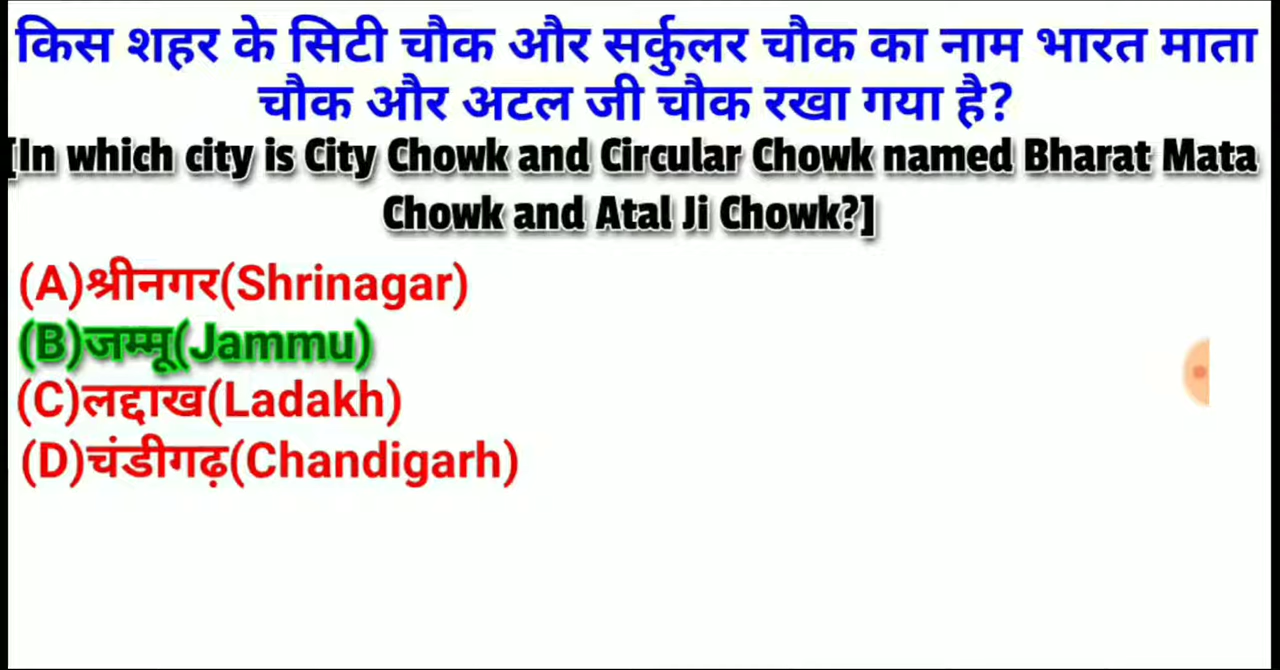 किस शहर के सिटी चौक और सर्कुलर चौक का नाम भारत माता
चौक और अटल जी चौक रखा गया है?
[In which city is City Chowk and Circular Chowk named Bharat Mata
Chowk and Atal Ji Chowk?]
(A)श्रीनगर(Shrinagar)
(B)जम्मू(Jammu)
(C)लद्दाख(Ladakh)
(D)चंडीगढ़(Chandigarh)